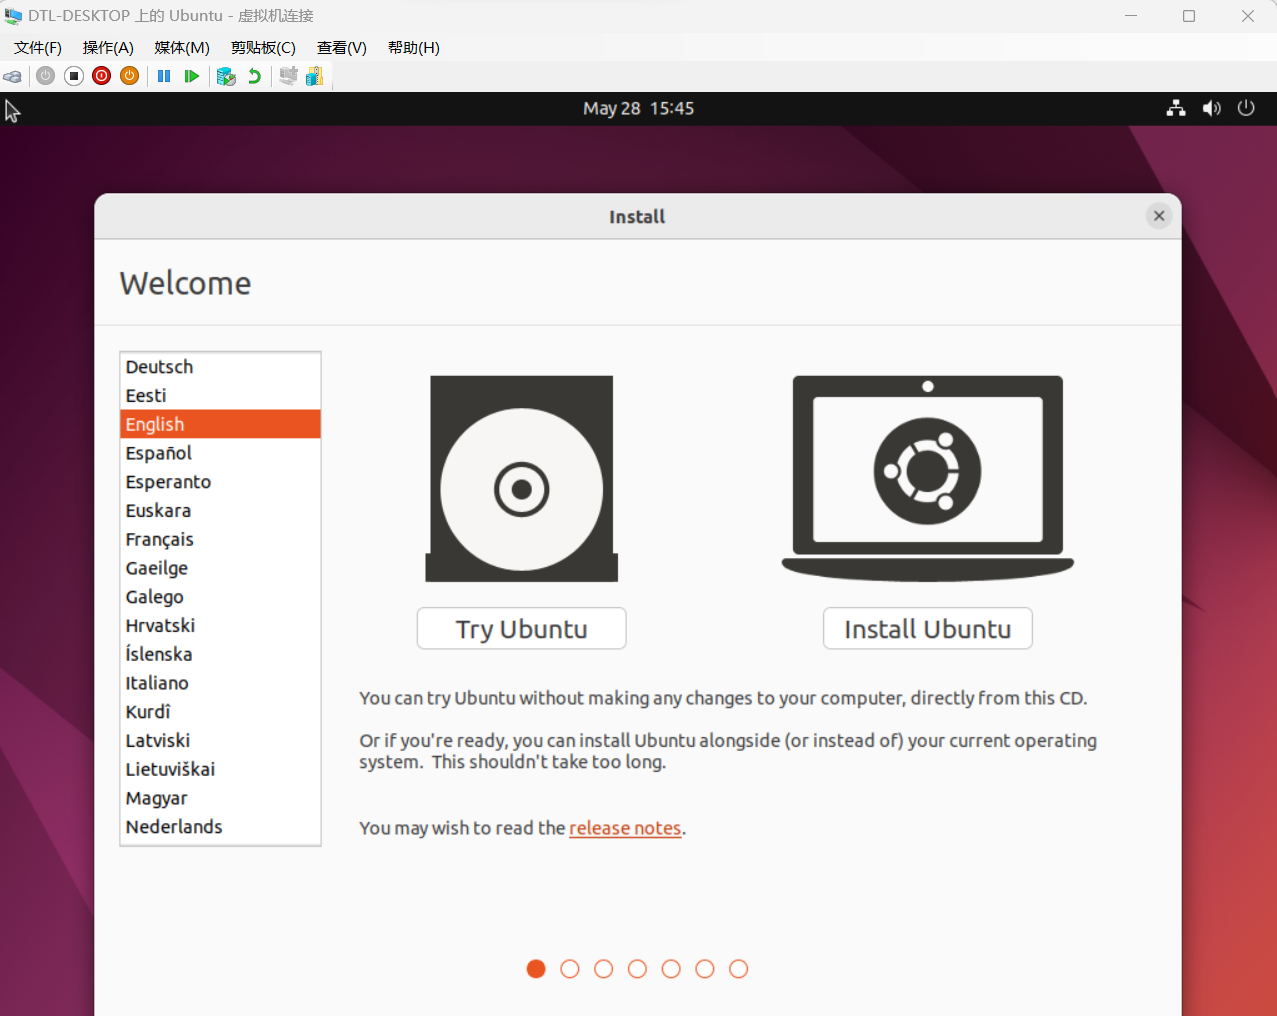 DTL-DESKTOP 上的 Ubuntu - 虚拟机连接
文件(F) 操作(A) 媒体(M) 剪贴板(C) 查看(V) 帮助(H)
May 28 15:45
Install
Welcome
Deutsch
Eesti
English
Español
Esperanto
Euskara
Français
Gaeilge
Galego
Hrvatski
Íslenska
Italiano
Kurdî
Latviski
Lietuviškai
Magyar
Nederlands
Try Ubuntu
Install Ubuntu
You can try Ubuntu without making any changes to your computer, directly from this CD.
Or if you're ready, you can install Ubuntu alongside (or instead of) your current operating
system. This shouldn't take too long.
You may wish to read the release notes.